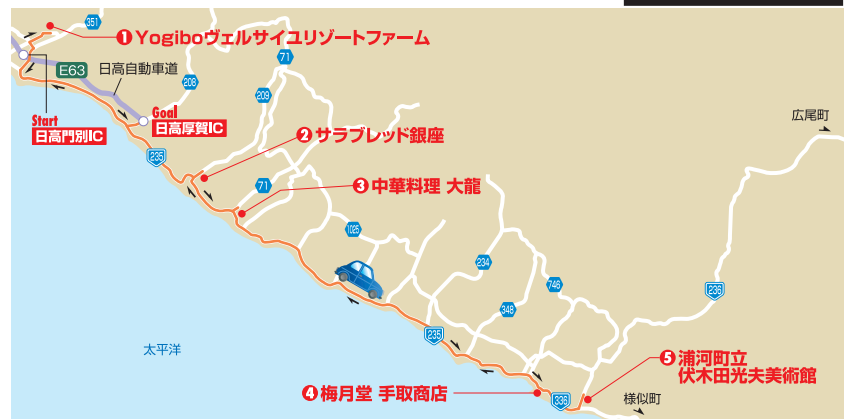 351
❶Yogiboヴェルサイユリゾートファーム
38
71
E63
日高自動車道
208
209
1026
Start
日高門別IC
Goal
日高厚賀IC
広尾町
❷サラブレッド銀座
235
71
❸中華料理 大龍
1025
234
746
236
348
235
太平洋
❺浦河町立
伏木田光夫美術館
❹梅月堂 手取商店
336
様似町